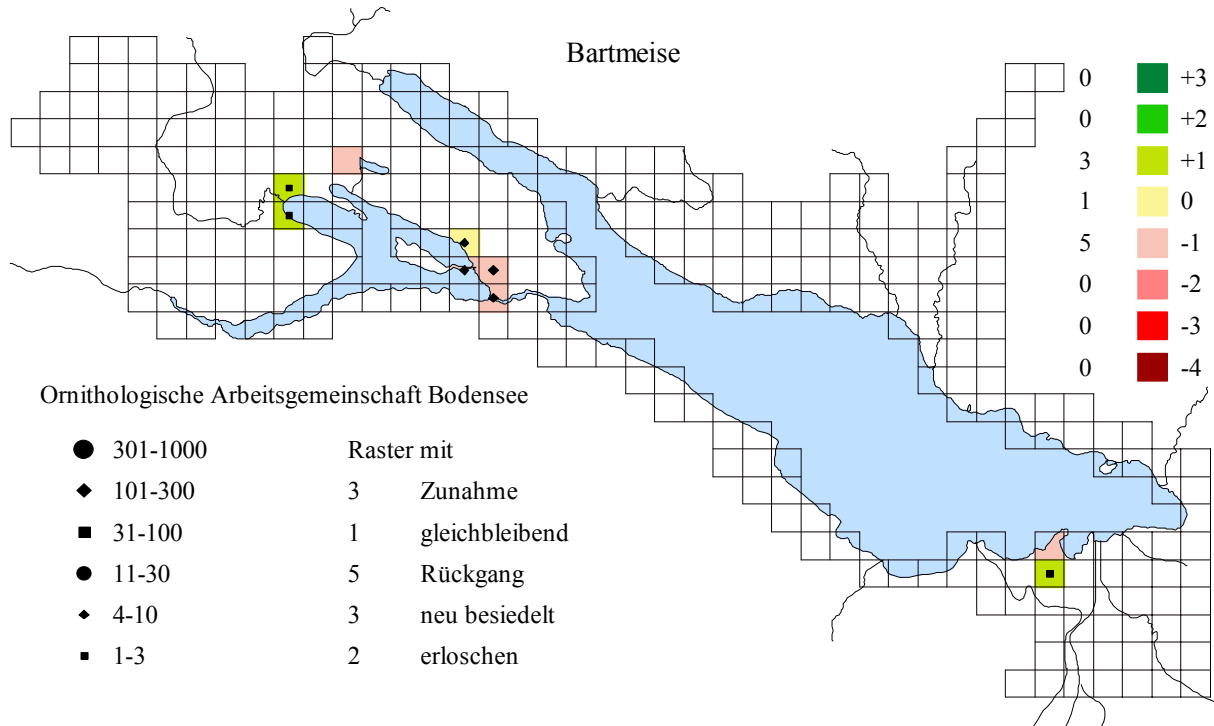 Bartmeise
0 +3
0 +2
3 +1
1 0
5 -1
0 -2
0 -3
0 -4
Ornithologische Arbeitsgemeinschaft Bodensee
301-1000 Raster mit
101-300 3 Zunahme
31-100 1 gleichbleibend
11-30 5 Rückgang
4-10 3 neu besiedelt
1-3 2 erloschen